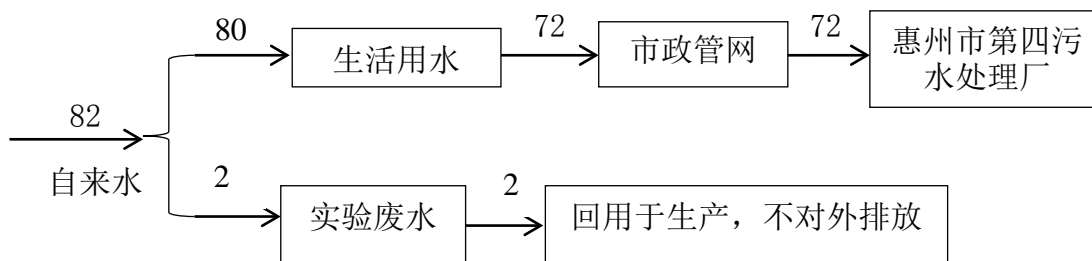 80
生活用水
72
市政管网
72
惠州市第四污
水处理厂
82
自来水
2
实验废水
2
回用于生产，不对外排放